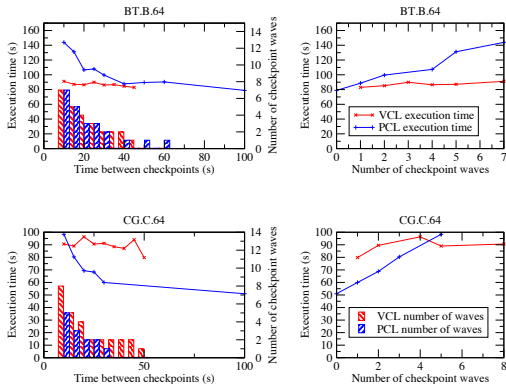 BT.B.64
BT.B.64
160
140
120
100
80
60
40
20
0
Execution time (s)
14
12
10
8
6
4
2
0
Number of checkpoint waves
0 20 40 60 80 100
Time between checkpoints (s)
160
140
120
100
80
60
40
20
0
Execution time (s)
VCL execution time
PCL execution time
0 1 2 3 4 5 6 7
Number of checkpoint waves
CG.C.64
CG.C.64
100
90
80
70
60
50
40
30
20
10
0
Execution time (s)
14
12
10
8
6
4
2
0
Number of checkpoint waves
0 50 100
Time between checkpoints (s)
100
90
80
70
60
50
40
30
20
10
0
Execution time (s)
VCL number of waves
PCL number of waves
0 2 4 6 8
Number of checkpoint waves